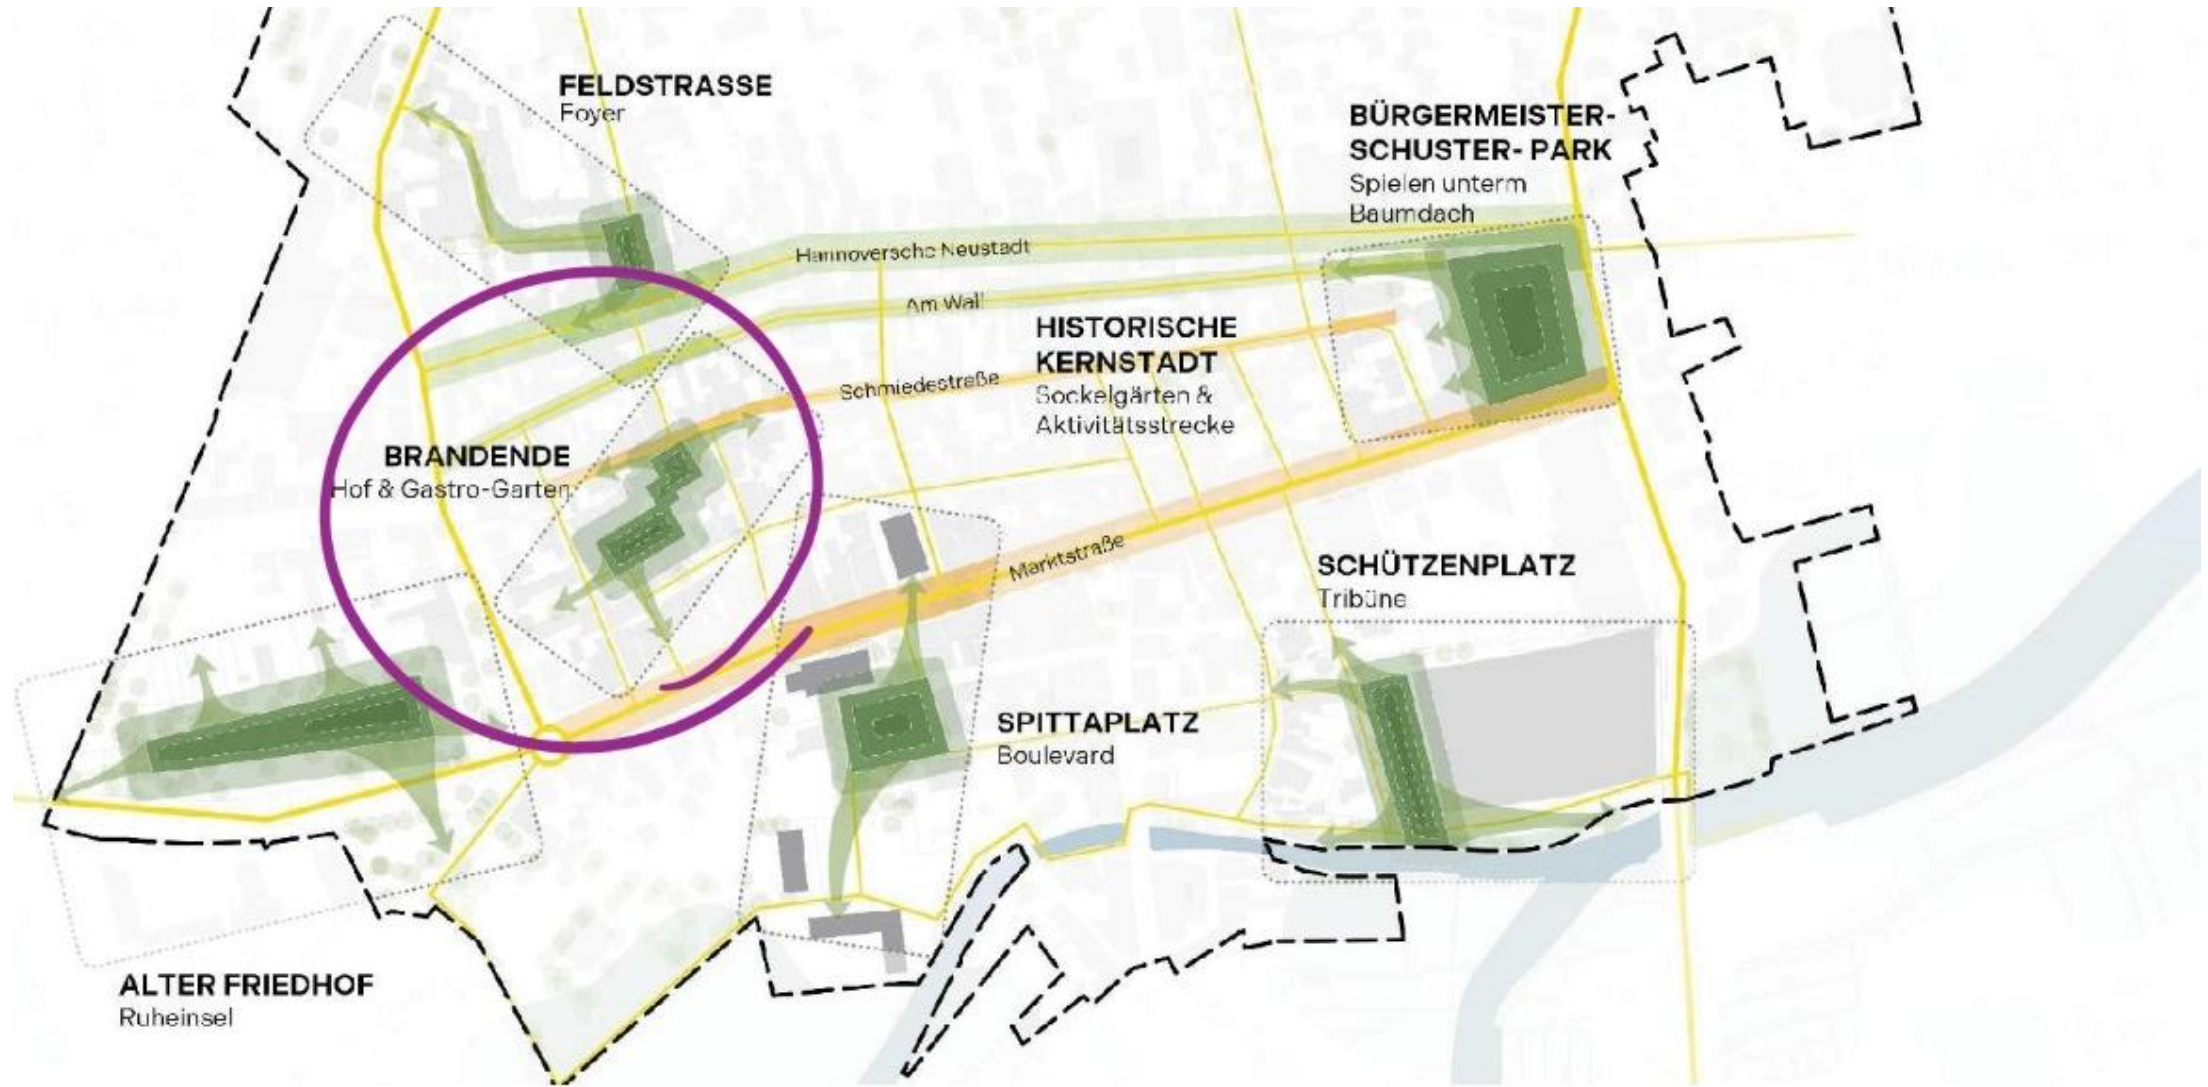 FELDSTRASSE
Foyer
BÜRGERMEISTER-
SCHUSTER- PARK
Spielen unterm
Baumdach
Hannoversche Neustadt
Am Wall
HISTORISCHE
KERNSTADT
Sockelgärten &
Aktivitätsstrecke
Schmiedestraße
BRANDENDE
Hof & Gastro-Garten
Marktstraße
SCHÜTZENPLATZ
Tribüne
SPITTAPLATZ
Boulevard
ALTER FRIEDHOF
Ruheinsel